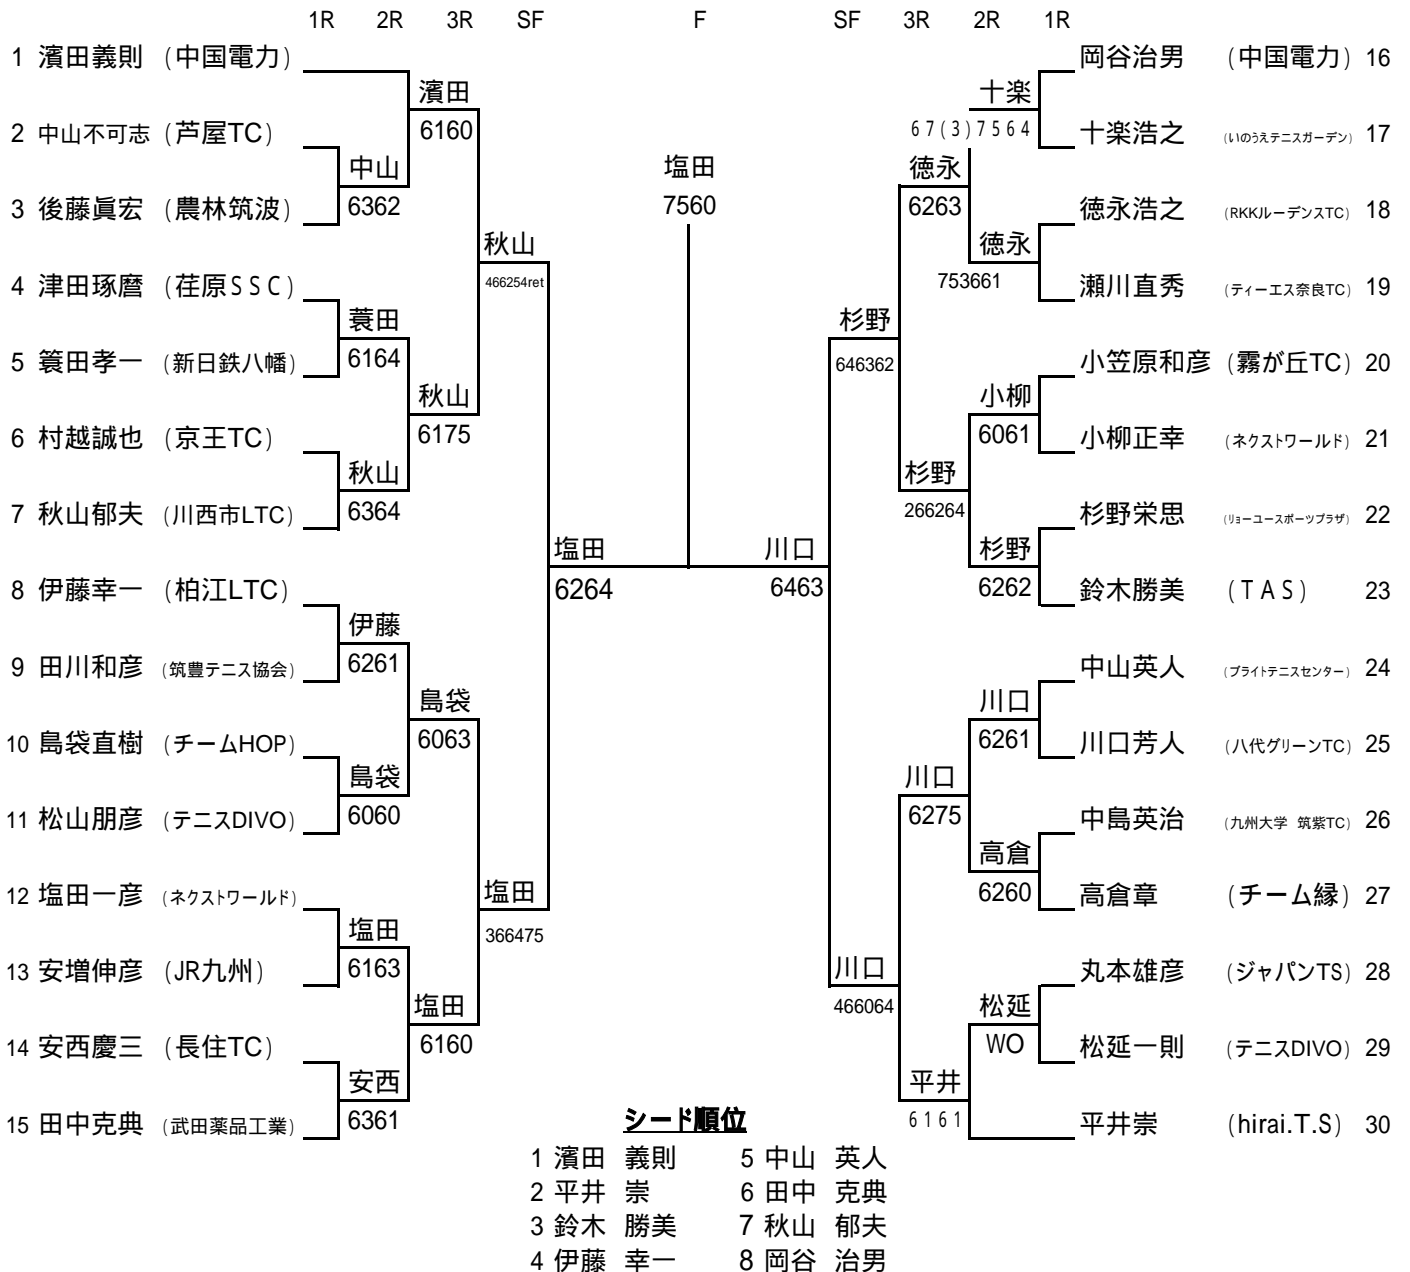 1R 2R 3R SF F SF 3R 2R 1R
1 濱田義則 (中国電力) 岡谷治男 (中国電力) 16
濱田 十楽
2 中山不可志 (芦屋TC) 6160 67(3)7564 十楽浩之 (いのうえテニスガーデン) 17
中山 塩田 徳永
3 後藤眞宏 (農林筑波) 6362 7560 6263 徳永浩之 (RKKルーデンスTC) 18
秋山 徳永
4 津田琢磨 (荏原SSC) 466254ret 753661 瀬川直秀 (ティーエス奈良TC) 19
蓑田 杉野
5 簑田孝一 (新日鉄八幡) 6164 646362 小笠原和彦 (霧が丘TC) 20
秋山 小柳
6 村越誠也 (京王TC) 6175 6061 小柳正幸 (ネクストワールド) 21
秋山 杉野
7 秋山郁夫 (川西市LTC) 6364 266264 杉野栄思 (リョーユースポーツプラザ) 22
塩田 川口 杉野
8 伊藤幸一 (柏江LTC) 6264 6463 6262 鈴木勝美 (TAS) 23
伊藤
9 田川和彦 (筑豊テニス協会) 6261 中山英人 (ブライトテニスセンター) 24
島袋 川口
10 島袋直樹 (チームHOP) 6063 6261 川口芳人 (八代グリーンTC) 25
島袋 川口
11 松山朋彦 (テニスDIVO) 6060 6275 中島英治 (九州大学 筑紫TC) 26
高倉
12 塩田一彦 (ネクストワールド) 塩田 6260 高倉章 (チーム縁) 27
塩田 366475
13 安増伸彦 (JR九州) 6163 川口 丸本雄彦 (ジャパンTS) 28
塩田 466064 松延
14 安西慶三 (長住TC) 6160 WO 松延一則 (テニスDIVO) 29
安西 平井
15 田中克典 (武田薬品工業) 6361 6161 平井崇 (hirai.T.S) 30
シード順位
1 濱田 義則 5 中山 英人
2 平井 崇 6 田中 克典
3 鈴木 勝美 7 秋山 郁夫
4 伊藤 幸一 8 岡谷 治男